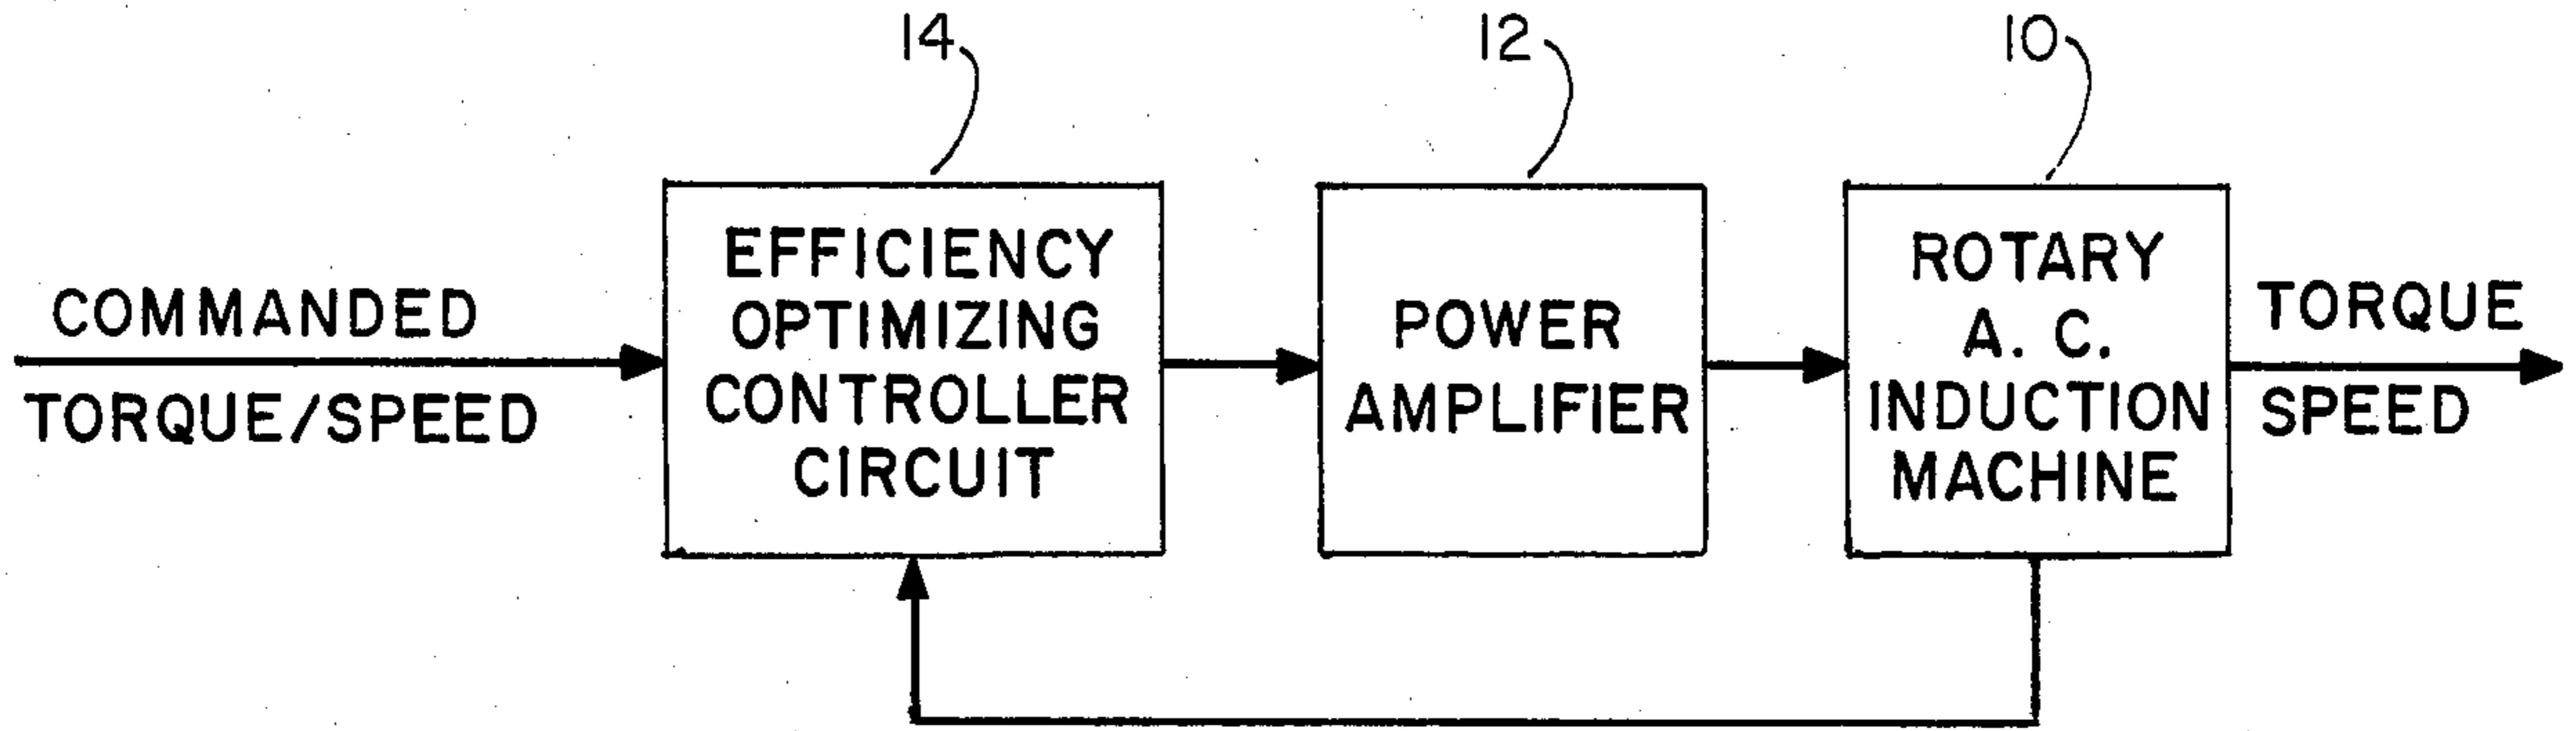 14
12
10
COMMANDED
TORQUE/SPEED
EFFICIENCY
OPTIMIZING
CONTROLLER
CIRCUIT
POWER
AMPLIFIER
ROTARY
A. C.
INDUCTION
MACHINE
TORQUE
SPEED